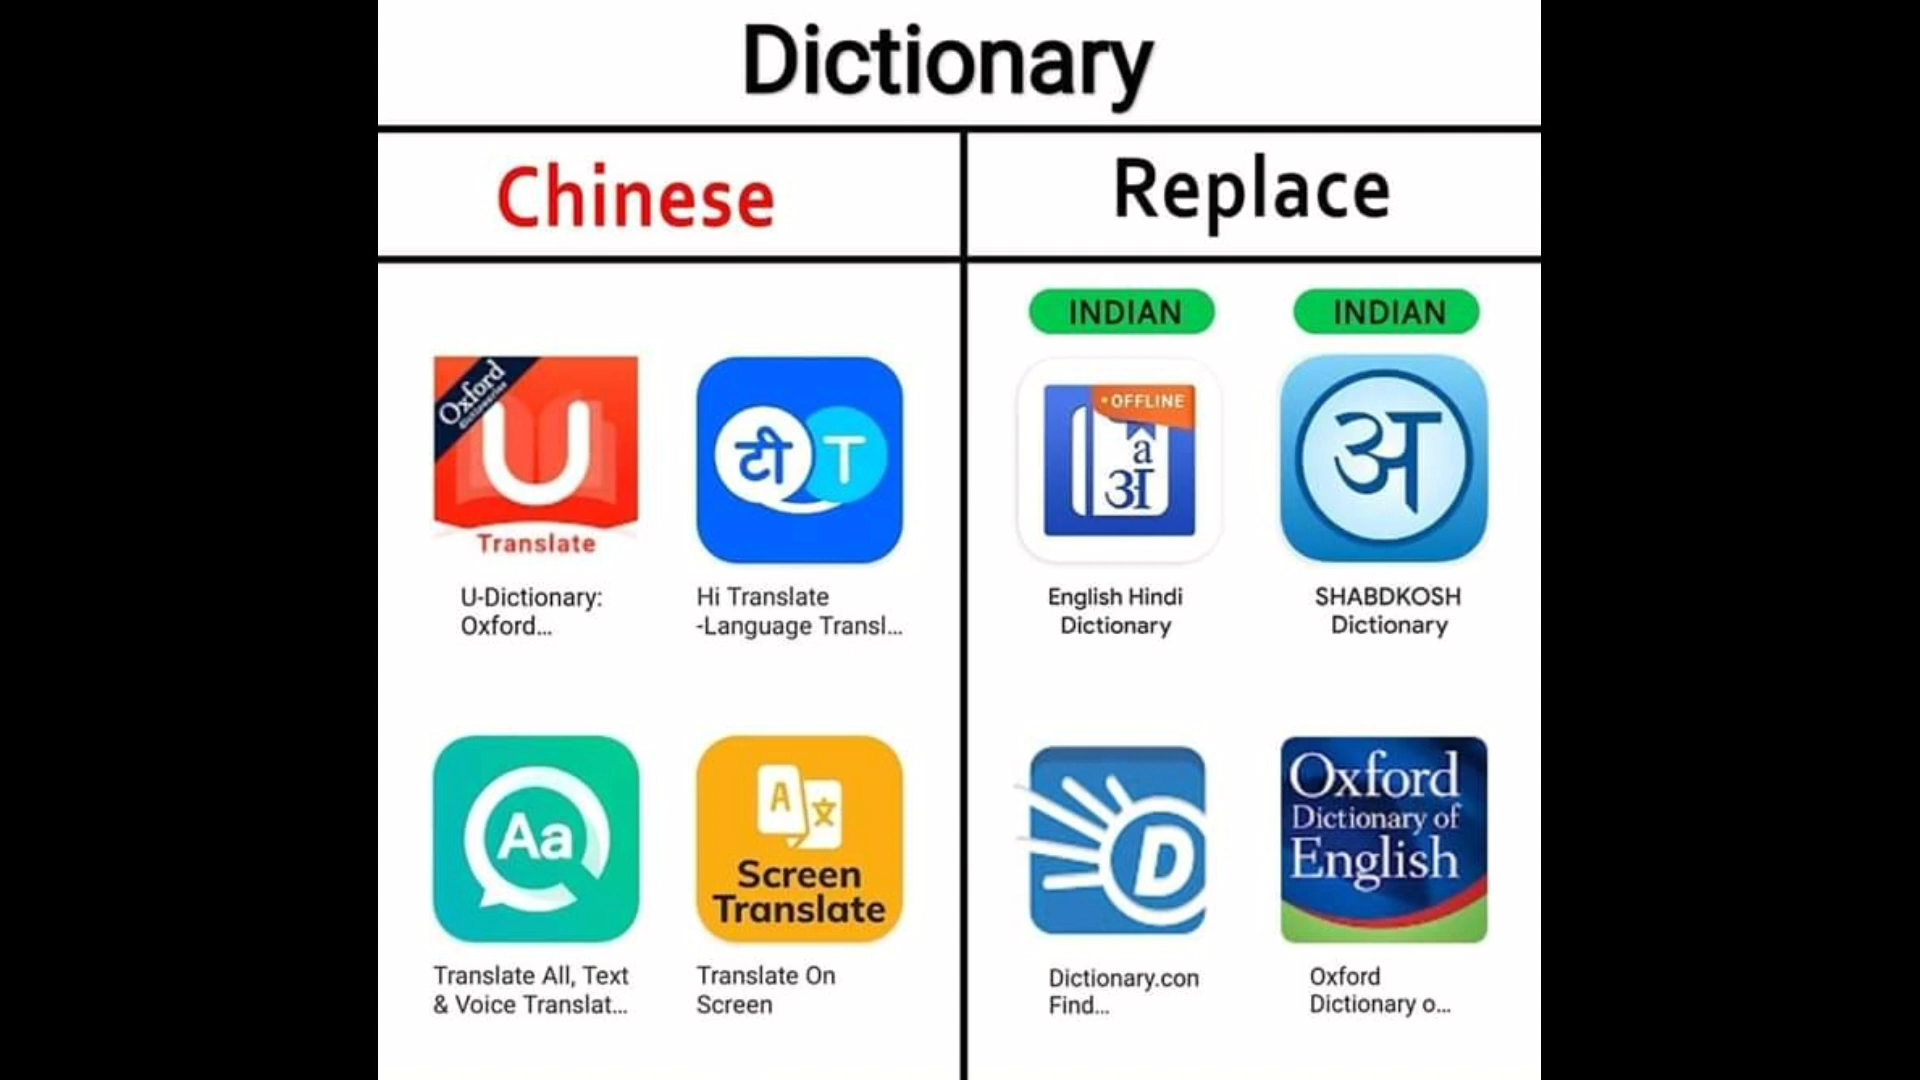 Dictionary
Chinese
Replace
INDIAN
INDIAN
Oxford
U
Translate
टी T
• OFFLINE
a
अ
अ
U-Dictionary:
Oxford...
Hi Translate
-Language Transl...
English Hindi
Dictionary
SHABDKOSH
Dictionary
Aa
A 文
Screen
Translate
D
Oxford
Dictionary of
English
Translate All, Text
& Voice Translat...
Translate On
Screen
Dictionary.con
Find...
Oxford
Dictionary o...